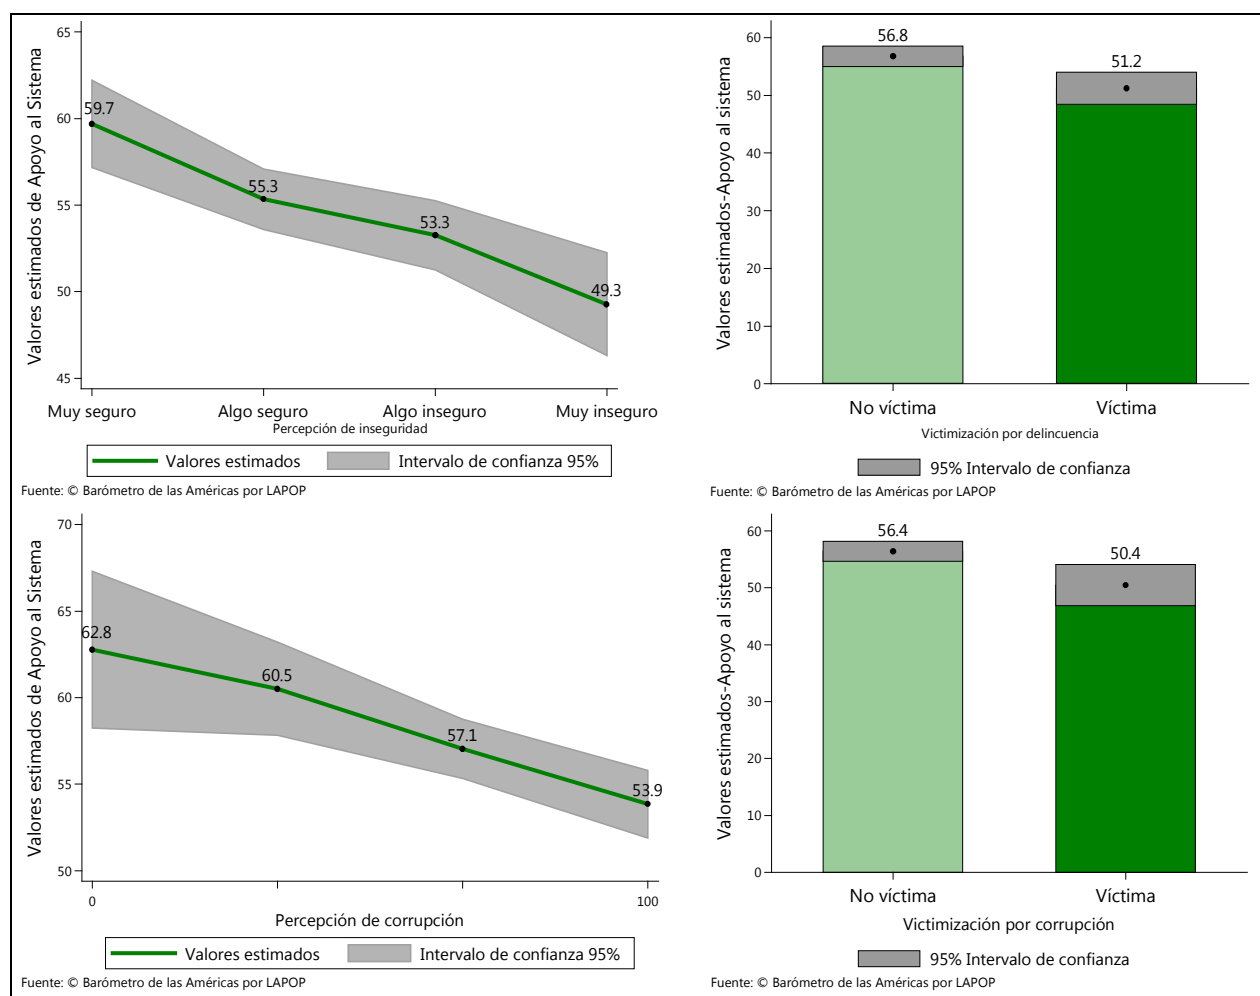 Valores estimados de Apoyo al Sistema
65
60
55
50
45
59.7
55.3
53.3
49.3
Muy seguro
Algo seguro
Algo inseguro
Muy inseguro
Percepción de inseguridad
Valores estimados
Intervalo de confianza 95%
Fuente: © Barómetro de las Américas por LAPOP
Valores estimados-Apoyo al sistema
60
50
40
30
20
10
0
56.8
51.2
No víctima
Víctima
Victimización por delincuencia
95% Intervalo de confianza
Fuente: © Barómetro de las Américas por LAPOP
Valores estimados de Apoyo al Sistema
70
65
60
55
50
62.8
60.5
57.1
53.9
0
100
Percepción de corrupción
Valores estimados
Intervalo de confianza 95%
Fuente: © Barómetro de las Américas por LAPOP
Valores estimados-Apoyo al sistema
60
50
40
30
20
10
0
56.4
50.4
No víctima
Víctima
Victimización por corrupción
95% Intervalo de confianza
Fuente: © Barómetro de las Américas por LAPOP